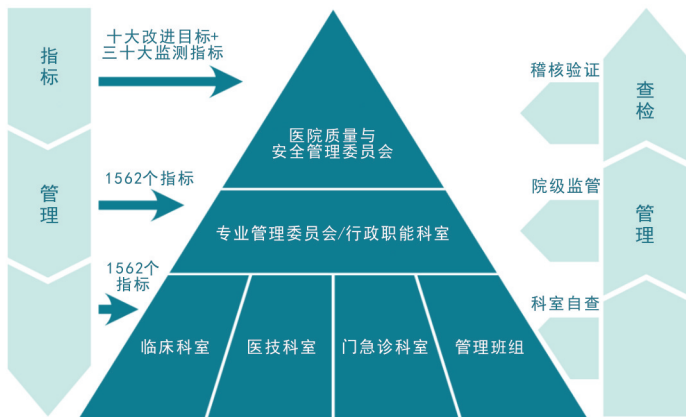 指标
管理
十大改进目标+
三十大监测指标
1562个指标
1562个
指标
医院质量与
安全管理委员会
专业管理委员会/行政职能科室
临床科室
医技科室
门急诊科室
管理班组
稽核验证
院级监管
科室自查
查检
管理